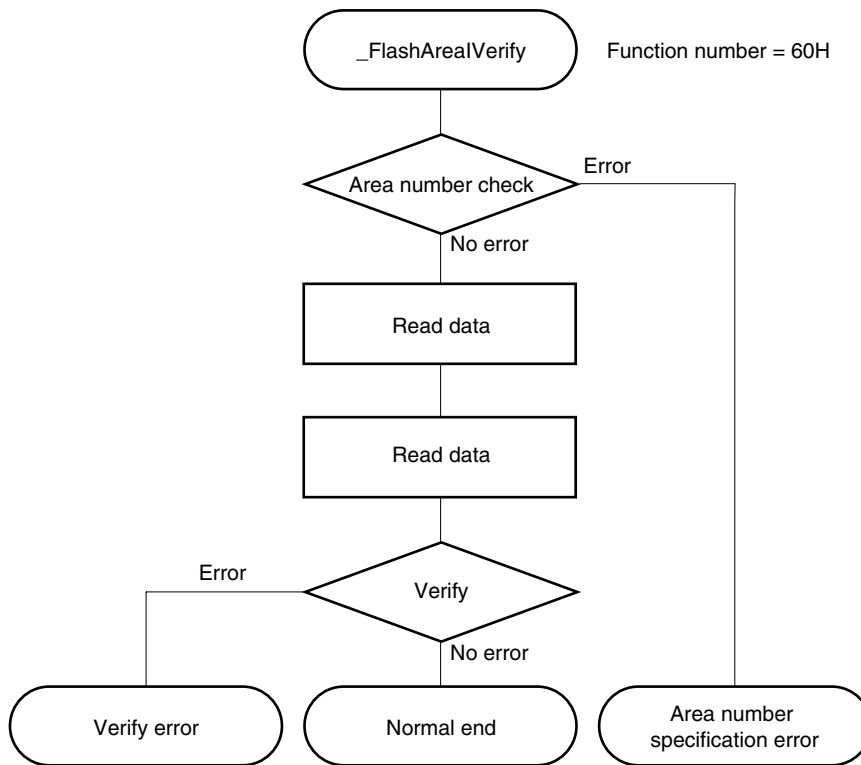 _FlashAreaIVerify
Function number = 60H
Area number check
Error
No error
Read data
Read data
Error
Verify
No error
Verify error
Normal end
Area number
specification error